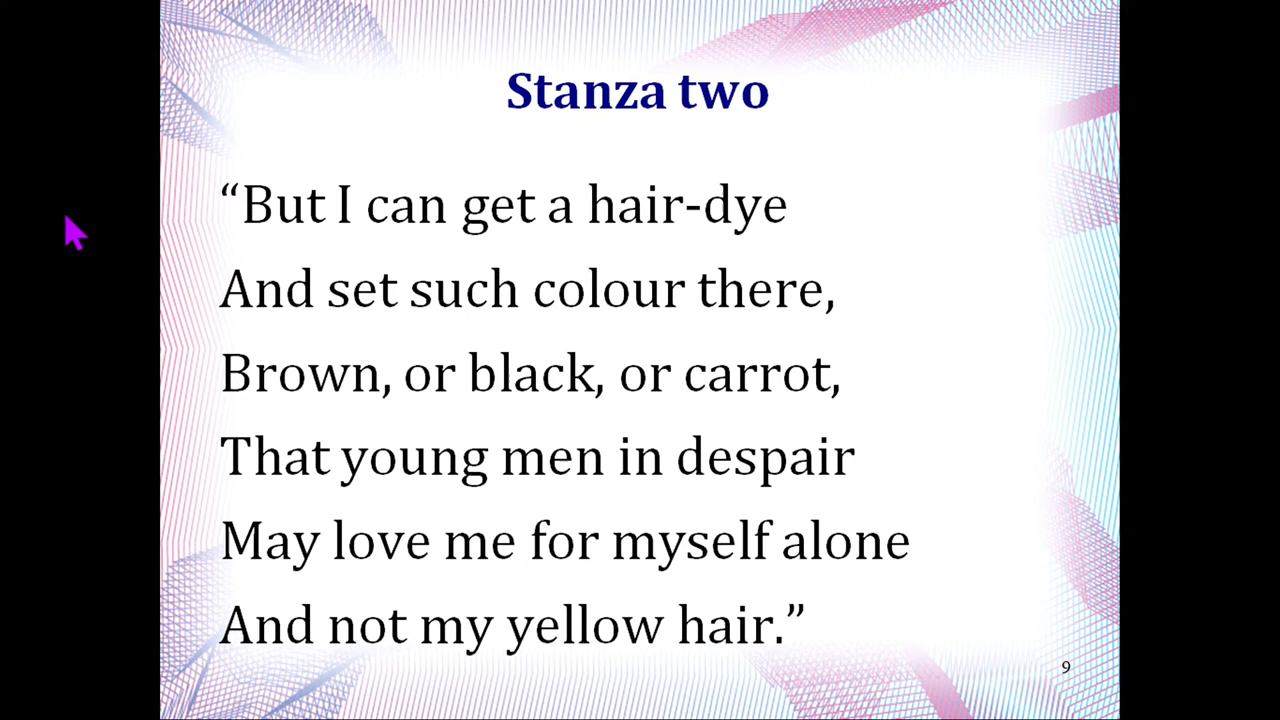 Stanza two
“But I can get a hair-dye
And set such colour there,
Brown, or black, or carrot,
That young men in despair
May love me for myself alone
And not my yellow hair.”
9